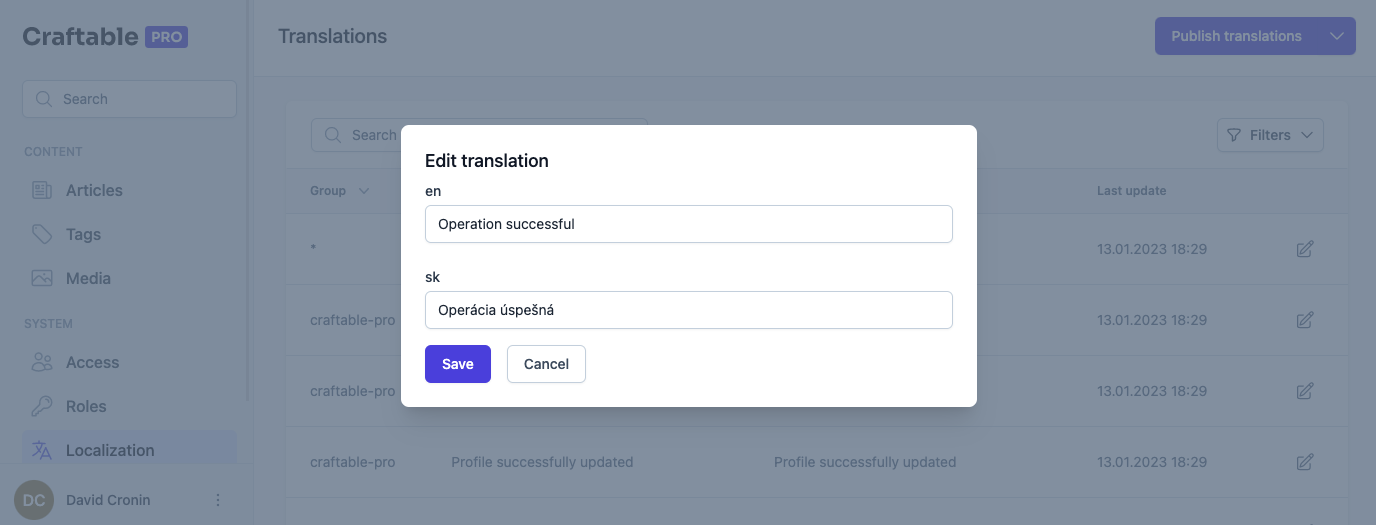 Craftable PRO
Translations
Publish translations
Search
CONTENT
Articles
Tags
Media
SYSTEM
Access
Roles
Localization
DC David Cronin
Search
Filters
Group Last update
* 13.01.2023 18:29
craftable-pro 13.01.2023 18:29
craftable-pro 13.01.2023 18:29
craftable-pro Profile successfully updated Profile successfully updated 13.01.2023 18:29
Edit translation
en
Operation successful
sk
Operácia úspešná
Save Cancel